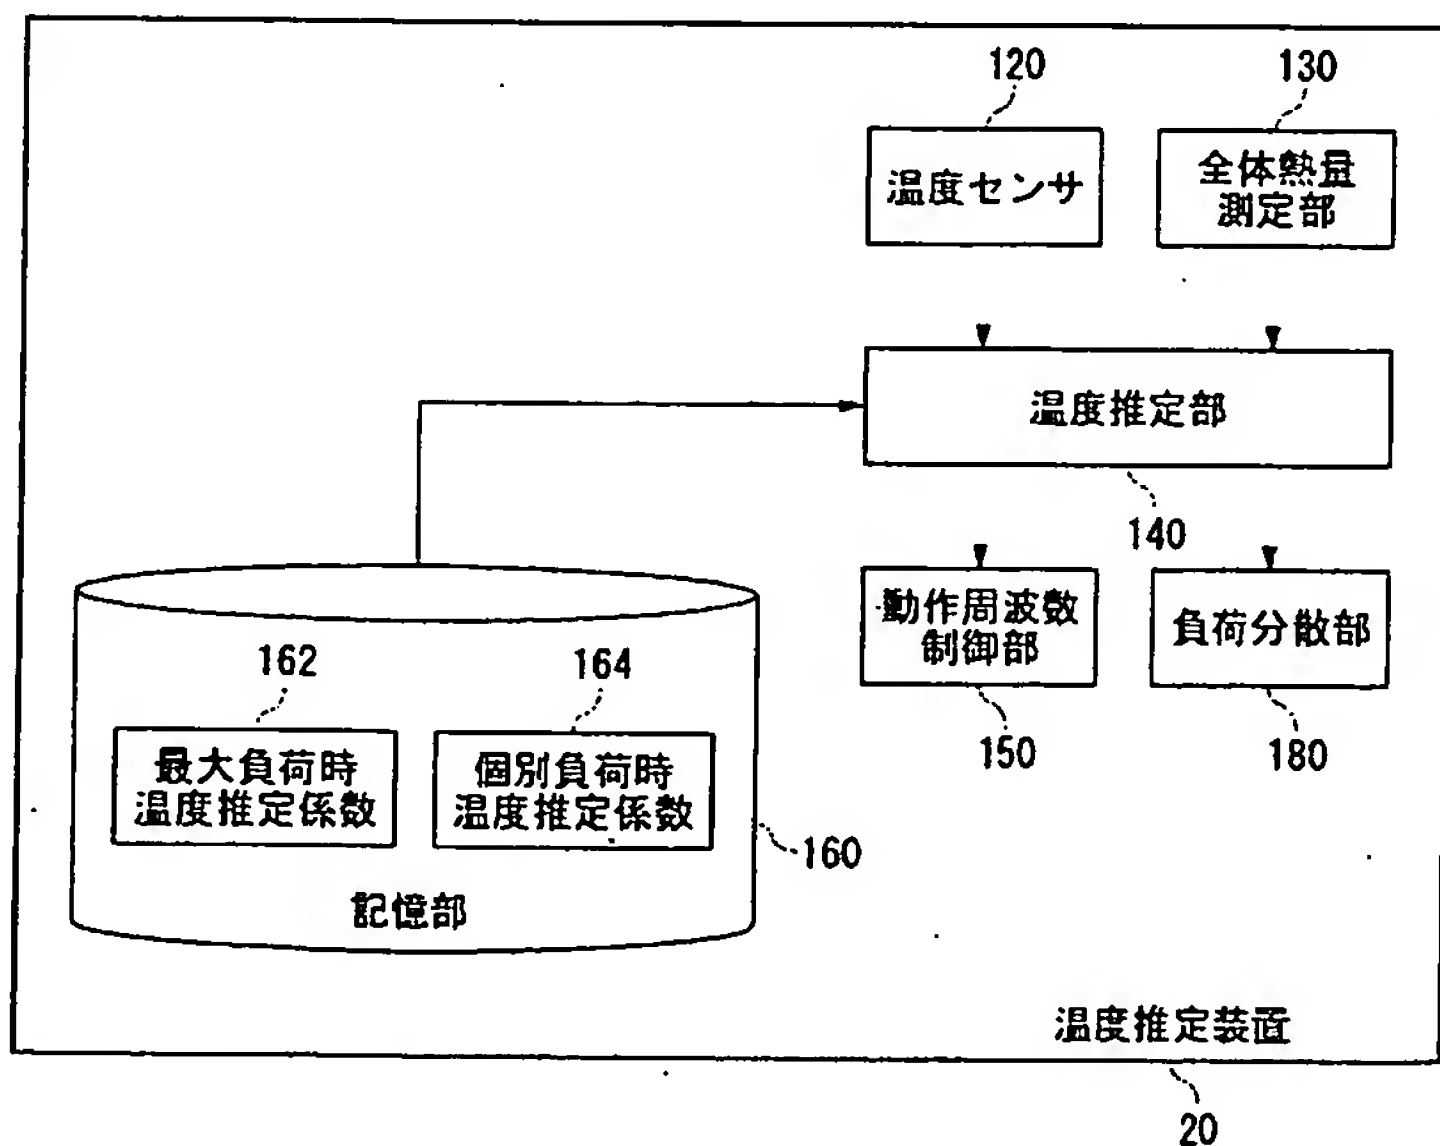 120
130
温度センサ
全体熱量
測定部
温度推定部
140
動作周波数
制御部
負荷分散部
150
180
162
164
最大負荷時
温度推定係数
個別負荷時
温度推定係数
160
記憶部
温度推定装置
20